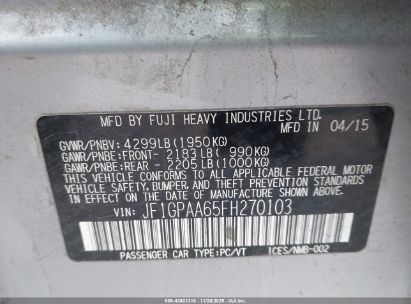 MFD BY FUJI HEAVY INDUSTRIES LTD.
MFD IN 04/15
GVWR/PNBV: 4299LB(1950KG)
GAWR/PNBE:FRONT- 2183LB( 990KG)
GAWR/PNBE:REAR - 2205LB(1000KG)
THIS VEHICLE CONFORMS TO ALL APPLICABLE FEDERAL MOTOR
VEHICLE SAFETY, BUMPER, AND THEFT PREVENTION STANDARDS
IN EFFECT ON THE DATE OF MANUFACTURE SHOWN ABOVE.
VIN: JF1GPAA65FH270103
PASSENGER CAR TYPE:PC/VT ICES/NMB-002